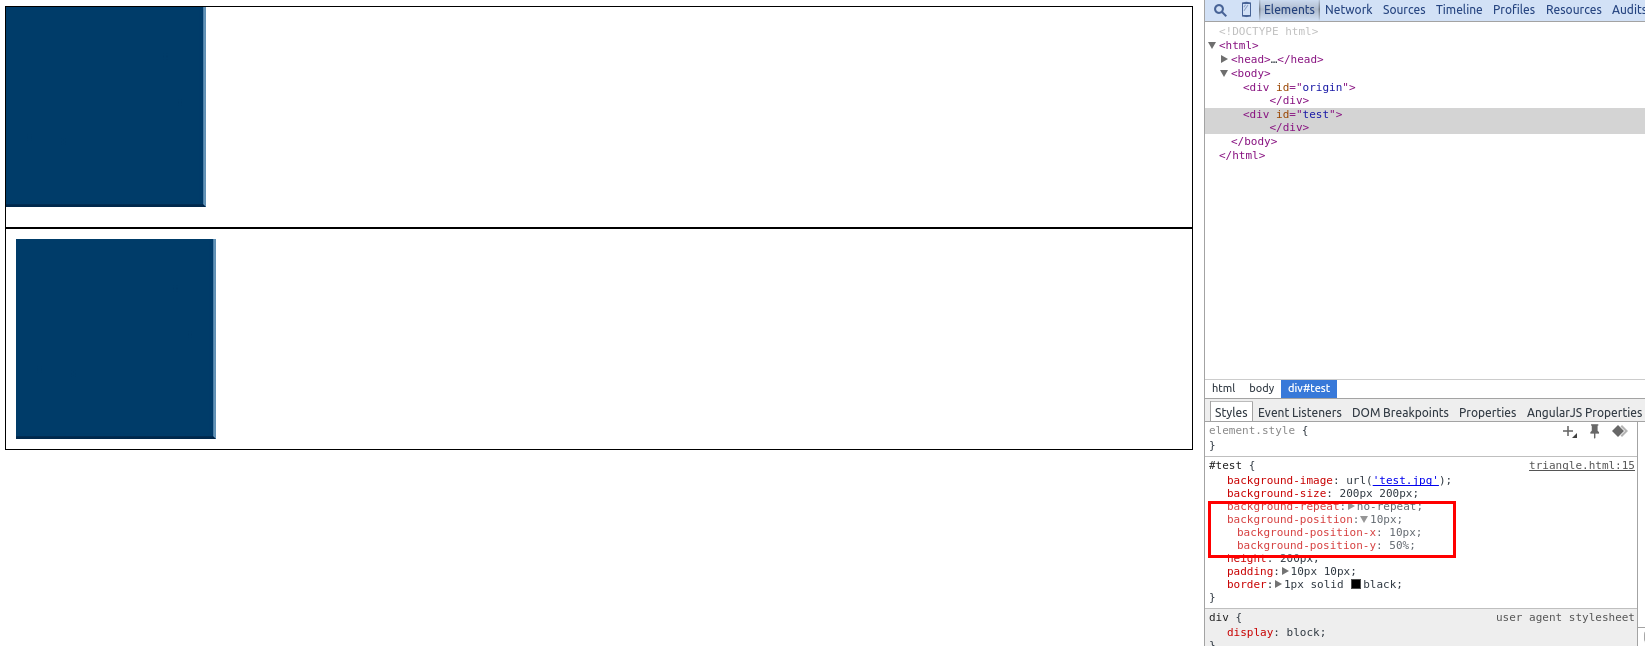 Elements Network Sources Timeline Profiles Resources Audits
<!DOCTYPE html>
<html>
<head>…</head>
<body>
<div id="origin">
</div>
<div id="test">
</div>
</body>
</html>
html body div#test
Styles Event Listeners DOM Breakpoints Properties AngularJS Properties
element.style {
}
#test { triangle.html:15
background-image: url('test.jpg');
background-size: 200px 200px;
background-repeat: no-repeat;
background-position: 10px;
background-position-x: 10px;
background-position-y: 50%;
height: 200px;
padding: 10px 10px;
border: 1px solid black;
}
div { user agent stylesheet
display: block;
}